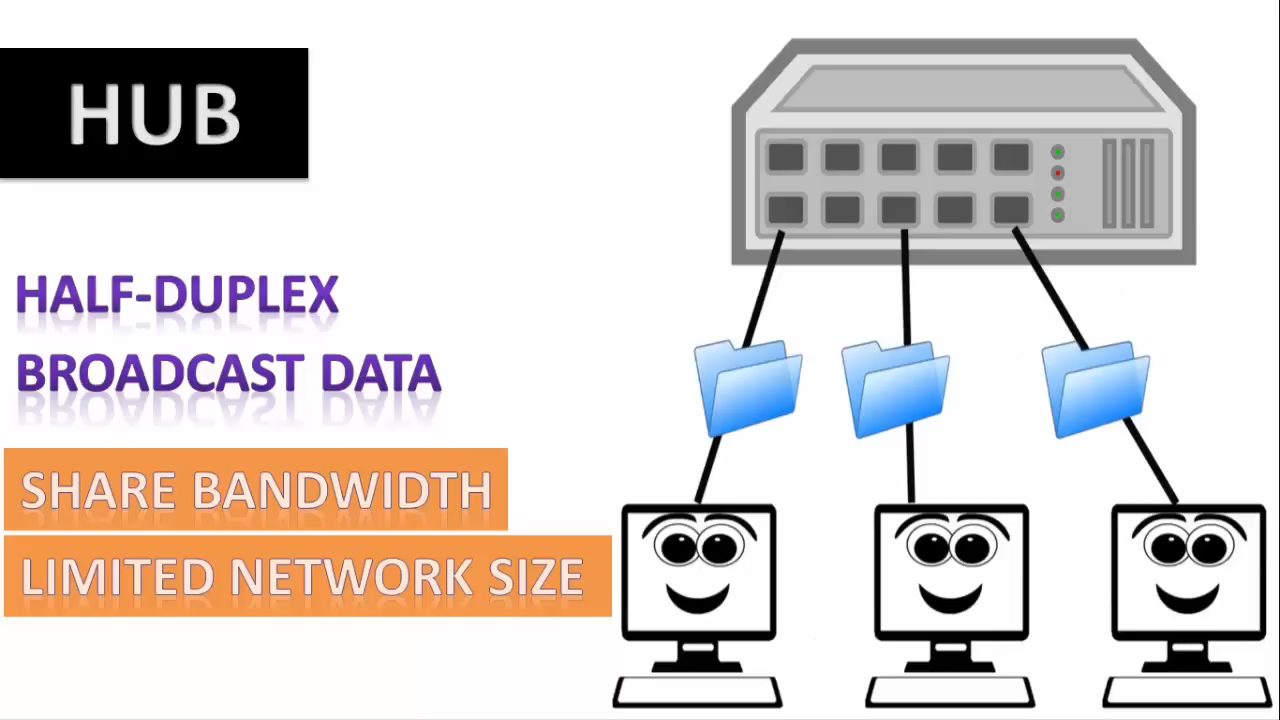 HUB
HALF-DUPLEX
BROADCAST DATA
SHARE BANDWIDTH
LIMITED NETWORK SIZE